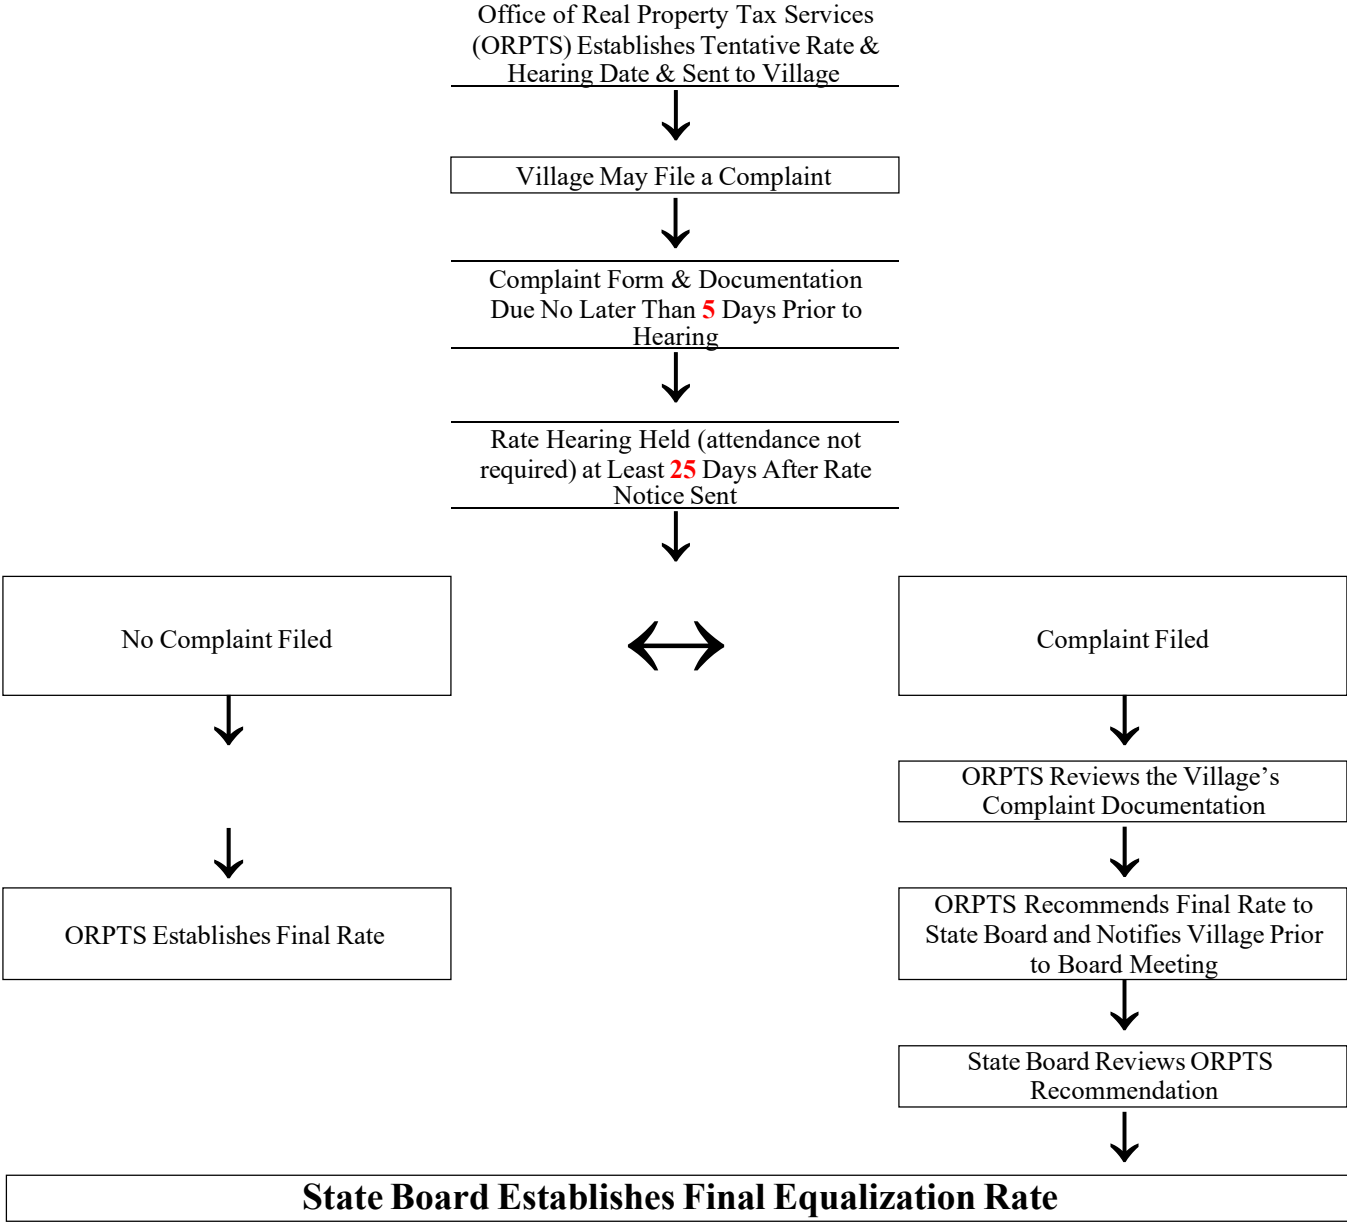 Office of Real Property Tax Services
(ORPTS) Establishes Tentative Rate &
Hearing Date & Sent to Village
Village May File a Complaint
Complaint Form & Documentation
Due No Later Than 5 Days Prior to
Hearing
Rate Hearing Held (attendance not
required) at Least 25 Days After Rate
Notice Sent
No Complaint Filed
Complaint Filed
ORPTS Reviews the Village’s
Complaint Documentation
ORPTS Establishes Final Rate
ORPTS Recommends Final Rate to
State Board and Notifies Village Prior
to Board Meeting
State Board Reviews ORPTS
Recommendation
State Board Establishes Final Equalization Rate